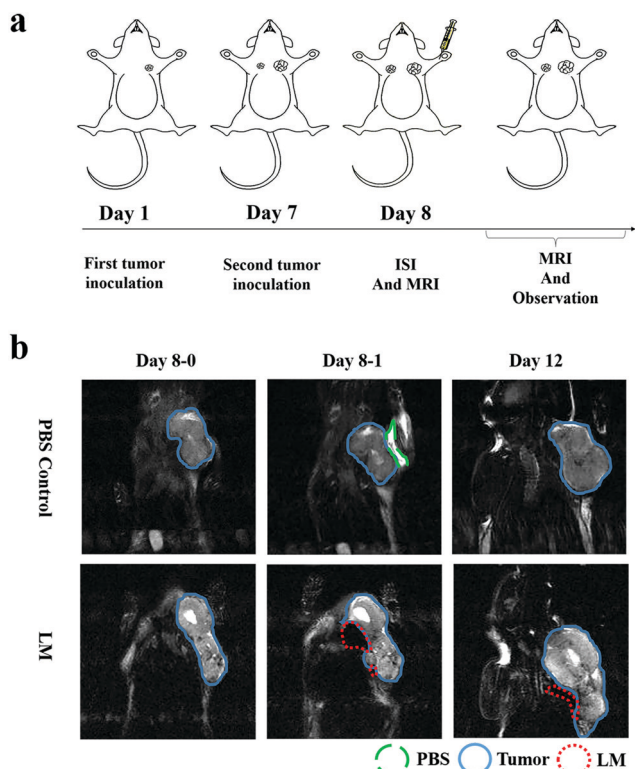 a
Day 1
Day 7
Day 8
First tumor
inoculation
Second tumor
inoculation
ISI
And MRI
MRI
And
Observation
b
Day 8-0
Day 8-1
Day 12
PBS Control
LM
PBS
Tumor
LM